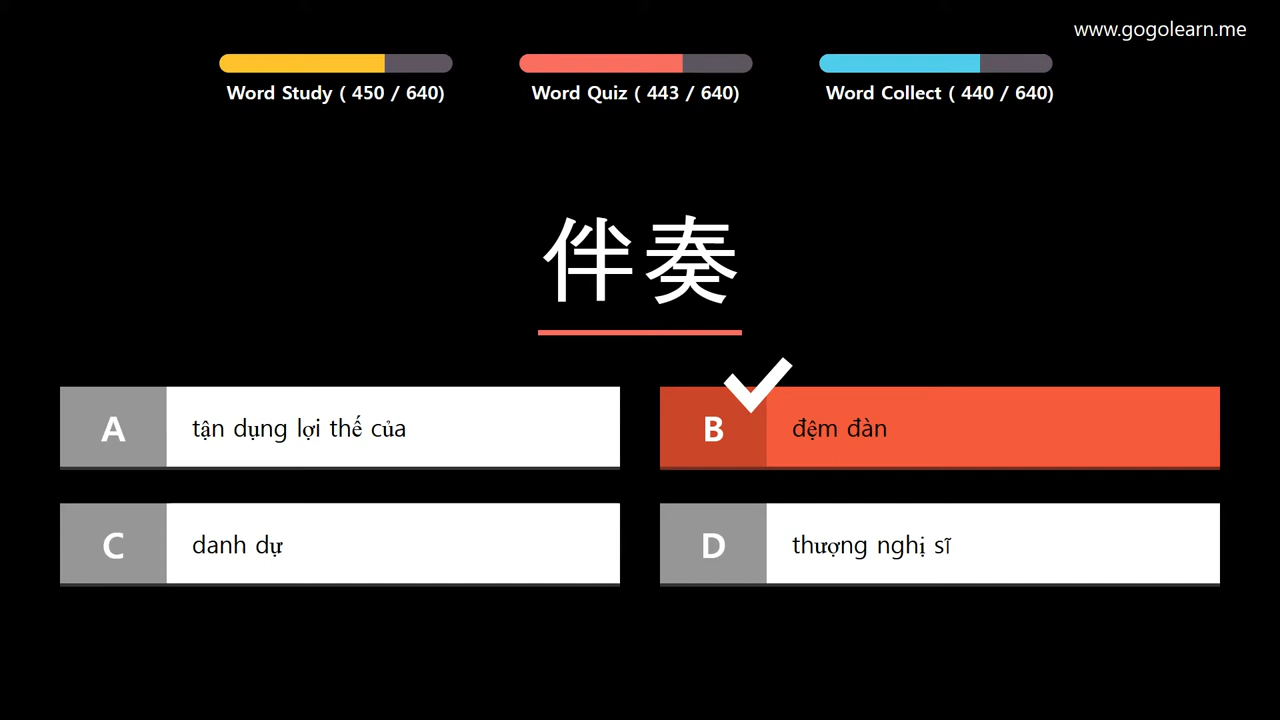 www.gogolearn.me
Word Study ( 450 / 640)
Word Quiz ( 443 / 640)
Word Collect ( 440 / 640)
伴奏
A tận dụng lợi thế của
B đệm đàn
C danh dự
D thượng nghị sĩ